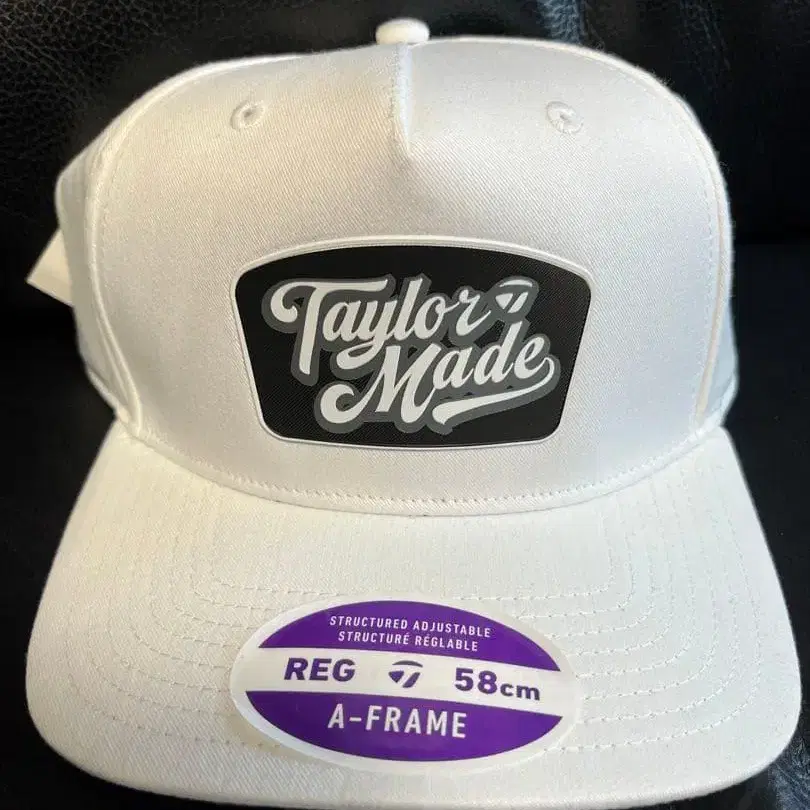 Taylor
Made
STRUCTURED ADJUSTABLE
STRUCTURÉ RÉGLABLE
REG 58cm
A-FRAME